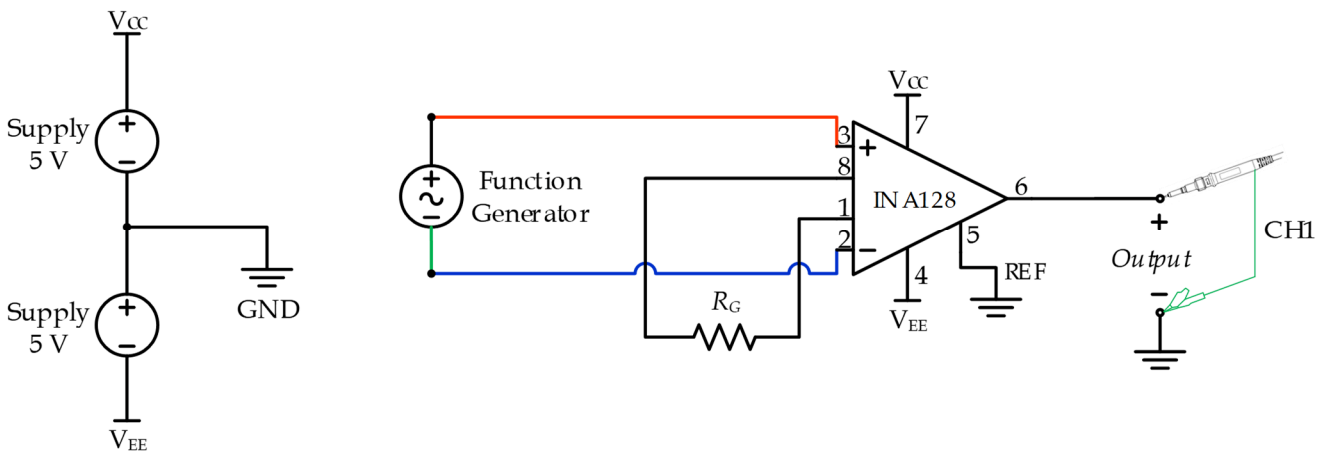 VCC
Supply
5 V
+
−
GND
Supply
5 V
+
−
VEE
Function
Generator
+
−
3
8
1
2
+
−
INA128
VCC
7
6
5
REF
4
VEE
RG
+
Output
−
CH1